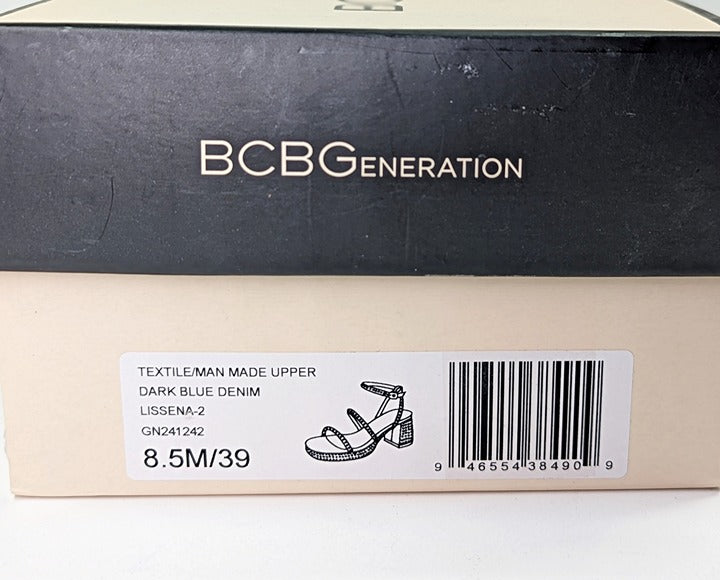 BCBGENERATION
TEXTILE/MAN MADE UPPER
DARK BLUE DENIM
LISSENA-2
GN241242
8.5M/39
9 46554 38490 9